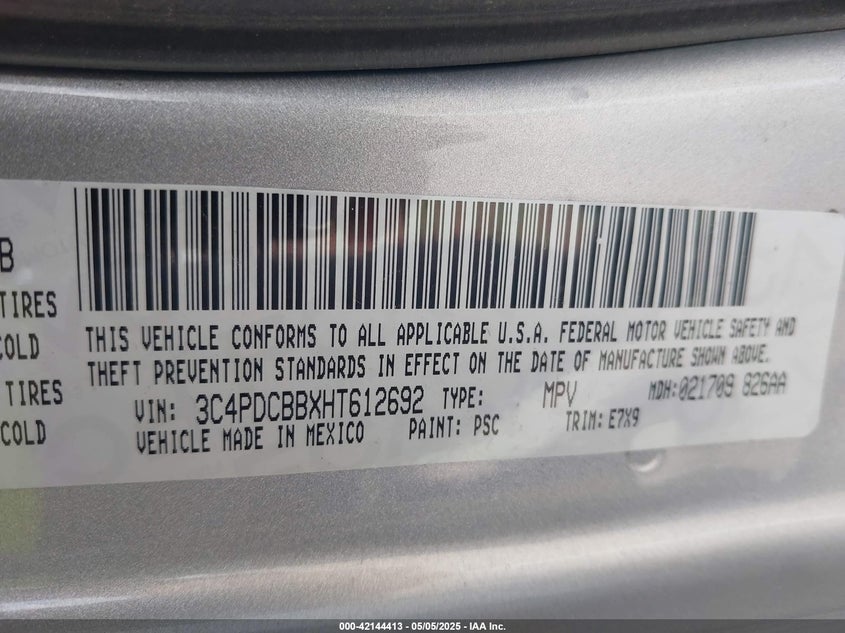 B
TIRES
COLD
TIRES
COLD
THIS VEHICLE CONFORMS TO ALL APPLICABLE U.S.A. FEDERAL MOTOR VEHICLE SAFETY AND
THEFT PREVENTION STANDARDS IN EFFECT ON THE DATE OF MANUFACTURE SHOWN ABOVE.
VIN: 3C4PDCBBXHT612692 TYPE: MPV MDH:021709 826AA
VEHICLE MADE IN MEXICO PAINT: PSC TRIM: E7X9
000-42144413 - 05/05/2025 - IAA Inc.